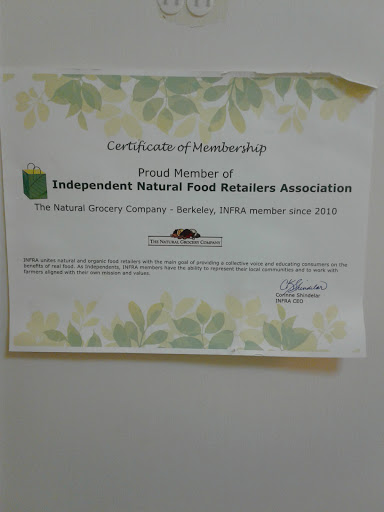 Certificate of Membership
Proud Member of
Independent Natural Food Retailers Association
The Natural Grocery Company - Berkeley, INFRA member since 2010
THE NATURAL GROCERY COMPANY
INFRA unites natural and organic food retailers with the main goal of providing a collective voice and educating consumers on the
benefits of real food. As Independents, INFRA members have the ability to represent their local communities and to work with
farmers aligned with their own mission and values.
Corinne Shindelar
INFRA CEO